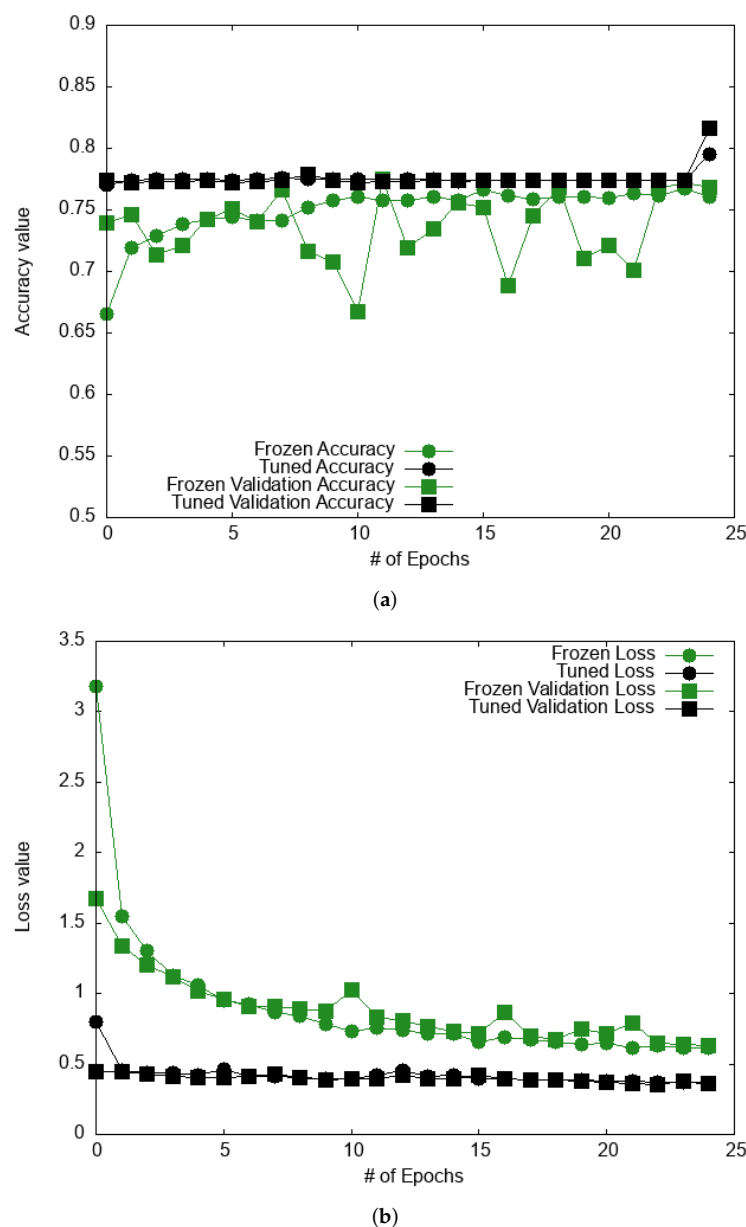 0.9
0.85
0.8
0.75
0.7
0.65
0.6
0.55
0.5
Accuracy value
Frozen Accuracy
Tuned Accuracy
Frozen Validation Accuracy
Tuned Validation Accuracy
0 5 10 15 20 25
# of Epochs
(a)
3.5
3
2.5
2
1.5
1
0.5
0
Loss value
Frozen Loss
Tuned Loss
Frozen Validation Loss
Tuned Validation Loss
0 5 10 15 20 25
# of Epochs
(b)